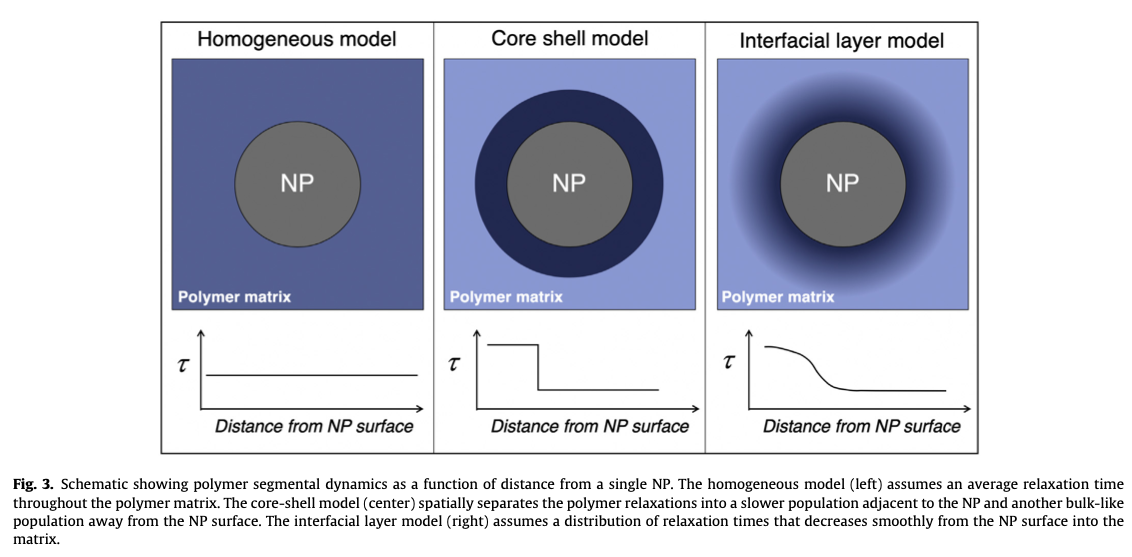 Homogeneous model
Core shell model
Interfacial layer model
NP
NP
NP
Polymer matrix
Polymer matrix
Polymer matrix
τ
τ
τ
Distance from NP surface
Distance from NP surface
Distance from NP surface
Fig. 3. Schematic showing polymer segmental dynamics as a function of distance from a single NP. The homogeneous model (left) assumes an average relaxation time
throughout the polymer matrix. The core-shell model (center) spatially separates the polymer relaxations into a slower population adjacent to the NP and another bulk-like
population away from the NP surface. The interfacial layer model (right) assumes a distribution of relaxation times that decreases smoothly from the NP surface into the
matrix.